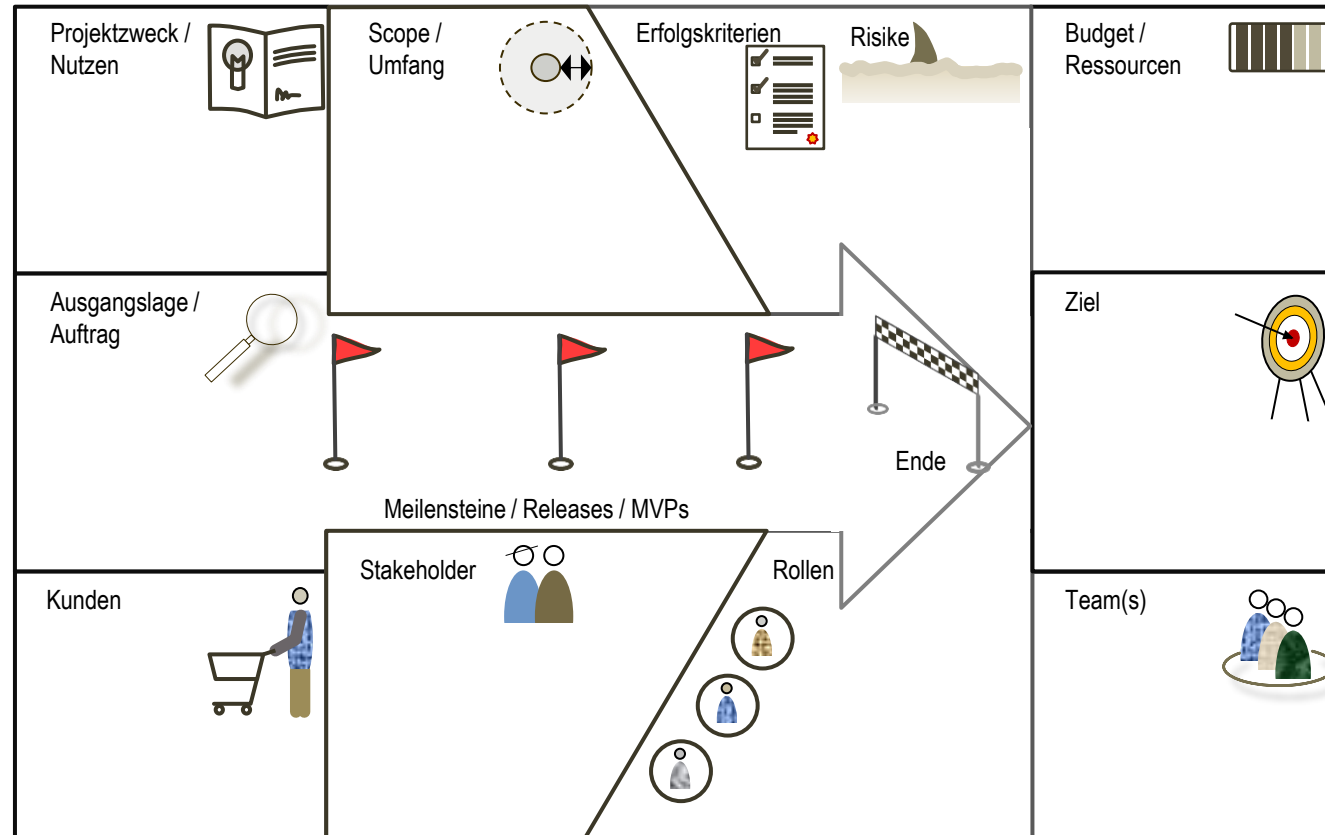 Projektzweck /
Nutzen
Scope /
Umfang
Erfolgskriterien
Risike
Budget /
Ressourcen
Ausgangslage /
Auftrag
Ziel
Ende
Meilensteine / Releases / MVPs
Kunden
Stakeholder
Rollen
Team(s)